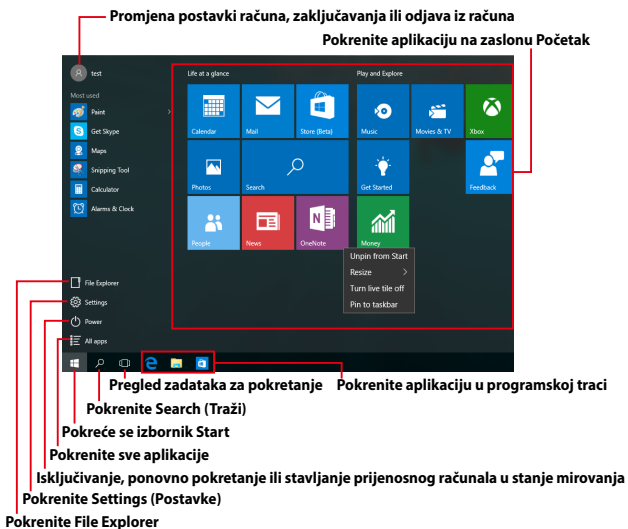 Promjena postavki računa, zaključavanja ili odjava iz računa
Pokrenite aplikaciju na zaslonu Početak
test
Life at a glance
Play and Explore
Most used
Paint
Get Skype
Maps
Snipping Tool
Calculator
Alarms & Clock
Calendar
Mail
Store (Beta)
Music
Movies & TV
Xbox
Photos
Search
Get Started
Feedback
People
News
OneNote
Money
Unpin from Start
Resize
Turn live tile off
Pin to taskbar
File Explorer
Settings
Power
All apps
Pregled zadataka za pokretanje
Pokrenite aplikaciju u programskoj traci
Pokrenite Search (Traži)
Pokreće se izbornik Start
Pokrenite sve aplikacije
Isključivanje, ponovno pokretanje ili stavljanje prijenosnog računala u stanje mirovanja
Pokrenite Settings (Postavke)
Pokrenite File Explorer